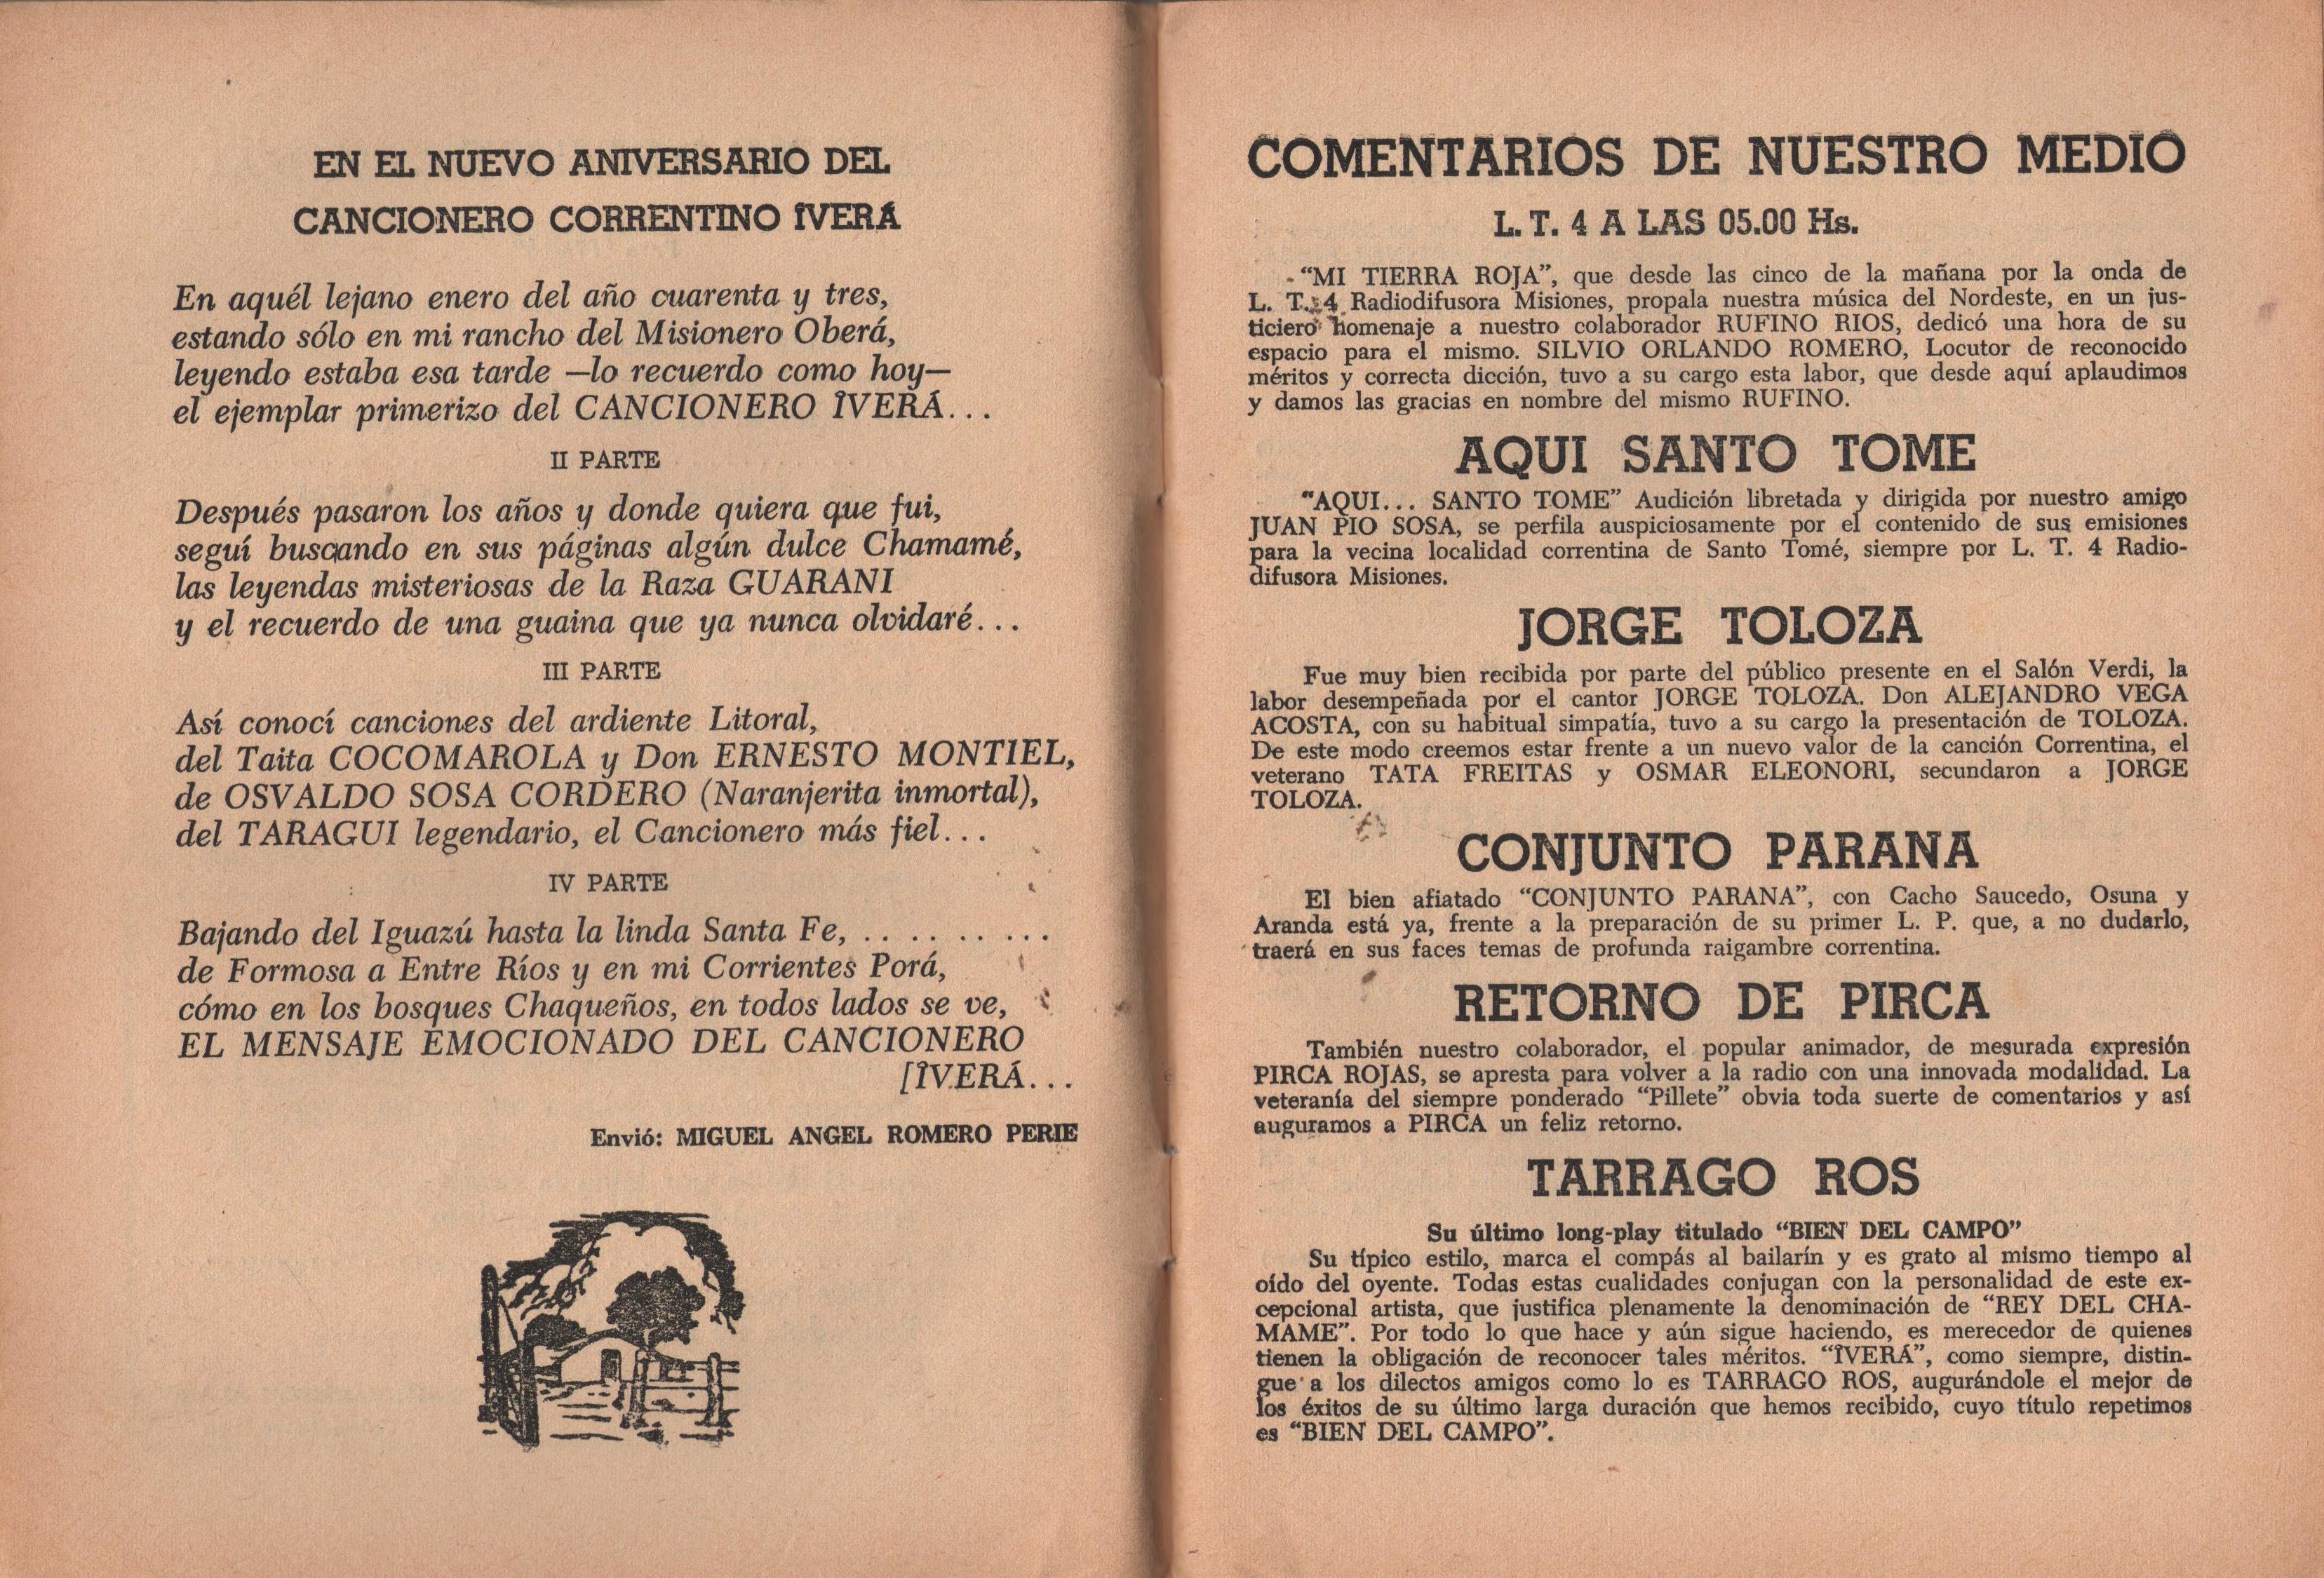 EN EL NUEVO ANIVERSARIO DEL
CANCIONERO CORRENTINO ÎVERÁ
En aquél lejano enero del año cuarenta y tres,
estando sólo en mi rancho del Misionero Oberá,
leyendo estaba esa tarde —lo recuerdo como hoy—
el ejemplar primerizo del CANCIONERO ÎVERÁ...
II PARTE
Después pasaron los años y donde quiera que fui,
seguí buscando en sus páginas algún dulce Chamamé,
las leyendas misteriosas de la Raza GUARANI
y el recuerdo de una guaina que ya nunca olvidaré...
III PARTE
Así conocí canciones del ardiente Litoral,
del Taita COCOMAROLA y Don ERNESTO MONTIEL,
de OSVALDO SOSA CORDERO (Naranjerita inmortal),
del TARAGUI legendario, el Cancionero más fiel...
IV PARTE
Bajando del Iguazú hasta la linda Santa Fe, .........
de Formosa a Entre Ríos y en mi Corrientes Porá,
cómo en los bosques Chaqueños, en todos lados se ve,
EL MENSAJE EMOCIONADO DEL CANCIONERO
[ÎVERÁ...
Envió: MIGUEL ANGEL ROMERO PERIE
COMENTARIOS DE NUESTRO MEDIO
L. T. 4 A LAS 05.00 Hs.
"MI TIERRA ROJA", que desde las cinco de la mañana por la onda de
L. T. 4 Radiodifusora Misiones, propala nuestra música del Nordeste, en un jus-
ticiero homenaje a nuestro colaborador RUFINO RIOS, dedicó una hora de su
espacio para el mismo. SILVIO ORLANDO ROMERO, Locutor de reconocido
méritos y correcta dicción, tuvo a su cargo esta labor, que desde aquí aplaudimos
y damos las gracias en nombre del mismo RUFINO.
AQUI SANTO TOME
"AQUI... SANTO TOME" Audición libretada y dirigida por nuestro amigo
JUAN PIO SOSA, se perfila auspiciosamente por el contenido de sus emisiones
para la vecina localidad correntina de Santo Tomé, siempre por L. T. 4 Radio-
difusora Misiones.
JORGE TOLOZA
Fue muy bien recibida por parte del público presente en el Salón Verdi, la
labor desempeñada por el cantor JORGE TOLOZA. Don ALEJANDRO VEGA
ACOSTA, con su habitual simpatía, tuvo a su cargo la presentación de TOLOZA.
De este modo creemos estar frente a un nuevo valor de la canción Correntina, el
veterano TATA FREITAS y OSMAR ELEONORI, secundaron a JORGE
TOLOZA.
CONJUNTO PARANA
El bien afiatado "CONJUNTO PARANA", con Cacho Saucedo, Osuna y
Aranda está ya, frente a la preparación de su primer L. P. que, a no dudarlo,
traerá en sus faces temas de profunda raigambre correntina.
RETORNO DE PIRCA
También nuestro colaborador, el popular animador, de mesurada expresión
PIRCA ROJAS, se apresta para volver a la radio con una innovada modalidad. La
veteranía del siempre ponderado "Pillete" obvia toda suerte de comentarios y así
auguramos a PIRCA un feliz retorno.
TARRAGO ROS
Su último long-play titulado "BIEN DEL CAMPO"
Su típico estilo, marca el compás al bailarín y es grato al mismo tiempo al
oído del oyente. Todas estas cualidades conjugan con la personalidad de este ex-
cepcional artista, que justifica plenamente la denominación de "REY DEL CHA-
MAME". Por todo lo que hace y aún sigue haciendo, es merecedor de quienes
tienen la obligación de reconocer tales méritos. "ÎVERÁ", como siempre, distin-
gue a los dilectos amigos como lo es TARRAGO ROS, augurándole el mejor de
los éxitos de su último larga duración que hemos recibido, cuyo título repetimos
es "BIEN DEL CAMPO".